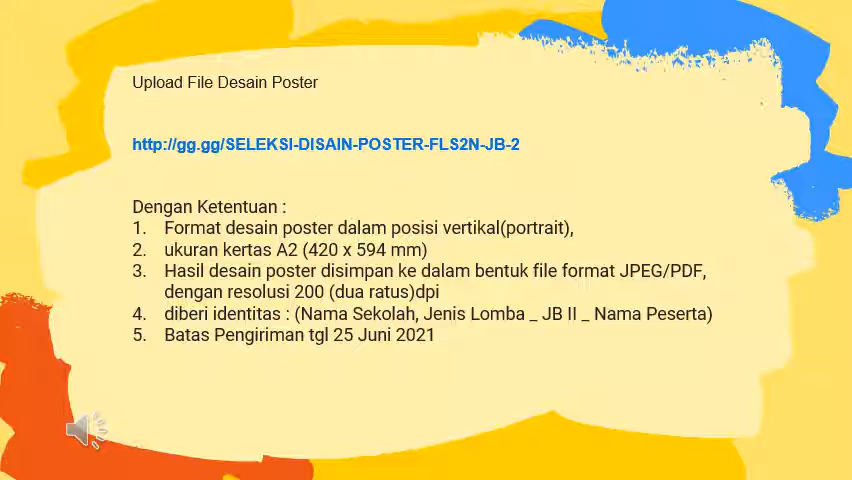 Upload File Desain Poster
http://gg.gg/SELEKSI-DISAIN-POSTER-FLS2N-JB-2
Dengan Ketentuan :
1. Format desain poster dalam posisi vertikal(portrait),
2. ukuran kertas A2 (420 x 594 mm)
3. Hasil desain poster disimpan ke dalam bentuk file format JPEG/PDF,
dengan resolusi 200 (dua ratus)dpi
4. diberi identitas : (Nama Sekolah, Jenis Lomba _ JB II _ Nama Peserta)
5. Batas Pengiriman tgl 25 Juni 2021